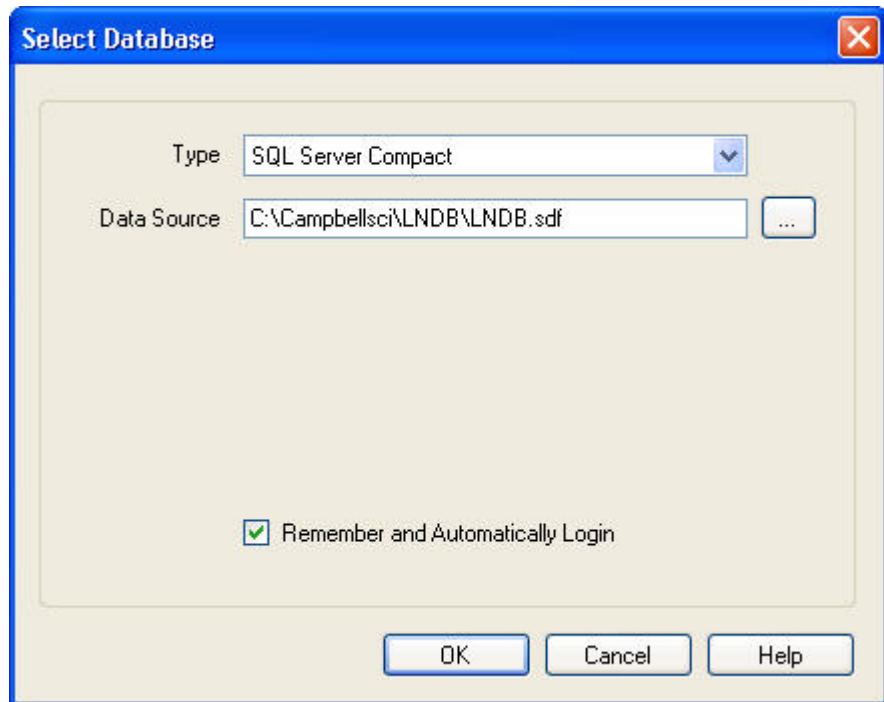 Select Database
Type SQL Server Compact
Data Source C:\Campbellsci\LNDB\LNDB.sdf ...
Remember and Automatically Login
OK Cancel Help